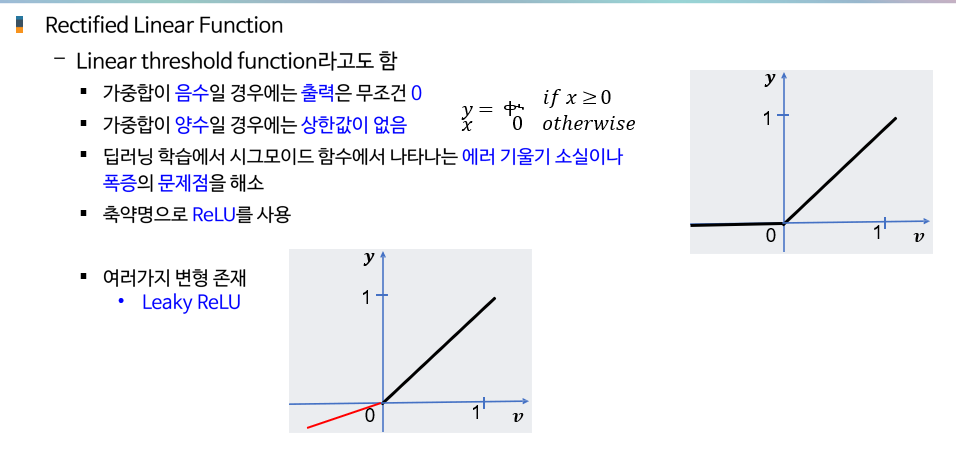 Rectified Linear Function
– Linear threshold function라고도 함
▪ 가중합이 음수일 경우에는 출력은 무조건 0
▪ 가중합이 양수일 경우에는 상한값이 없음
y = if x ≥ 0
x 0 otherwise
▪ 딥러닝 학습에서 시그모이드 함수에서 나타나는 에러 기울기 소실이나
폭증의 문제점을 해소
▪ 축약명으로 ReLU를 사용
y
1
0
1
v
▪ 여러가지 변형 존재
• Leaky ReLU
y
1
0
1
v